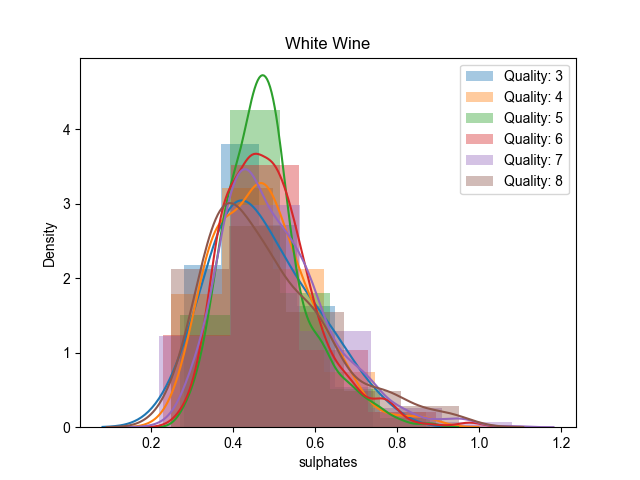 White Wine
Quality: 3
Quality: 4
Quality: 5
Quality: 6
Quality: 7
Quality: 8
Density
4
3
2
1
0
0.2 0.4 0.6 0.8 1.0 1.2
sulphates